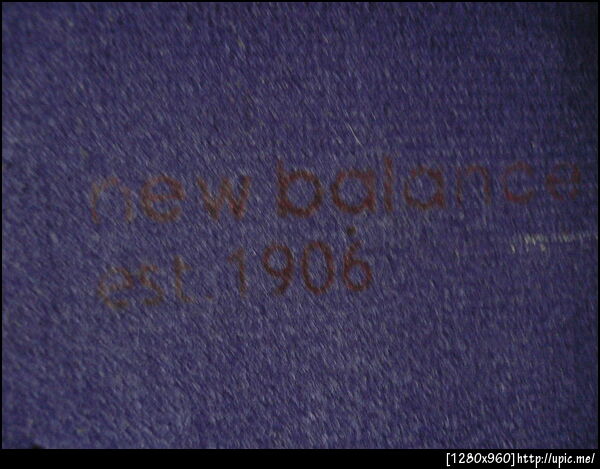 new balance
est. 1906
[1280x960]http://upic.me/